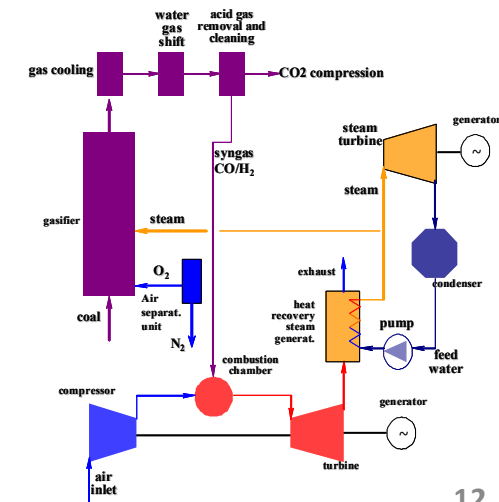 water
gas
shift
acid gas
removal and
cleaning
gas cooling
CO2 compression
generator
~
steam
turbine
syngas
CO/H2
steam
gasifier
steam
O2
Air
separat.
unit
N2
coal
exhaust
condenser
heat
recovery
steam
generat.
pump
feed
water
combustion
chamber
compressor
generator
~
turbine
air
inlet
12